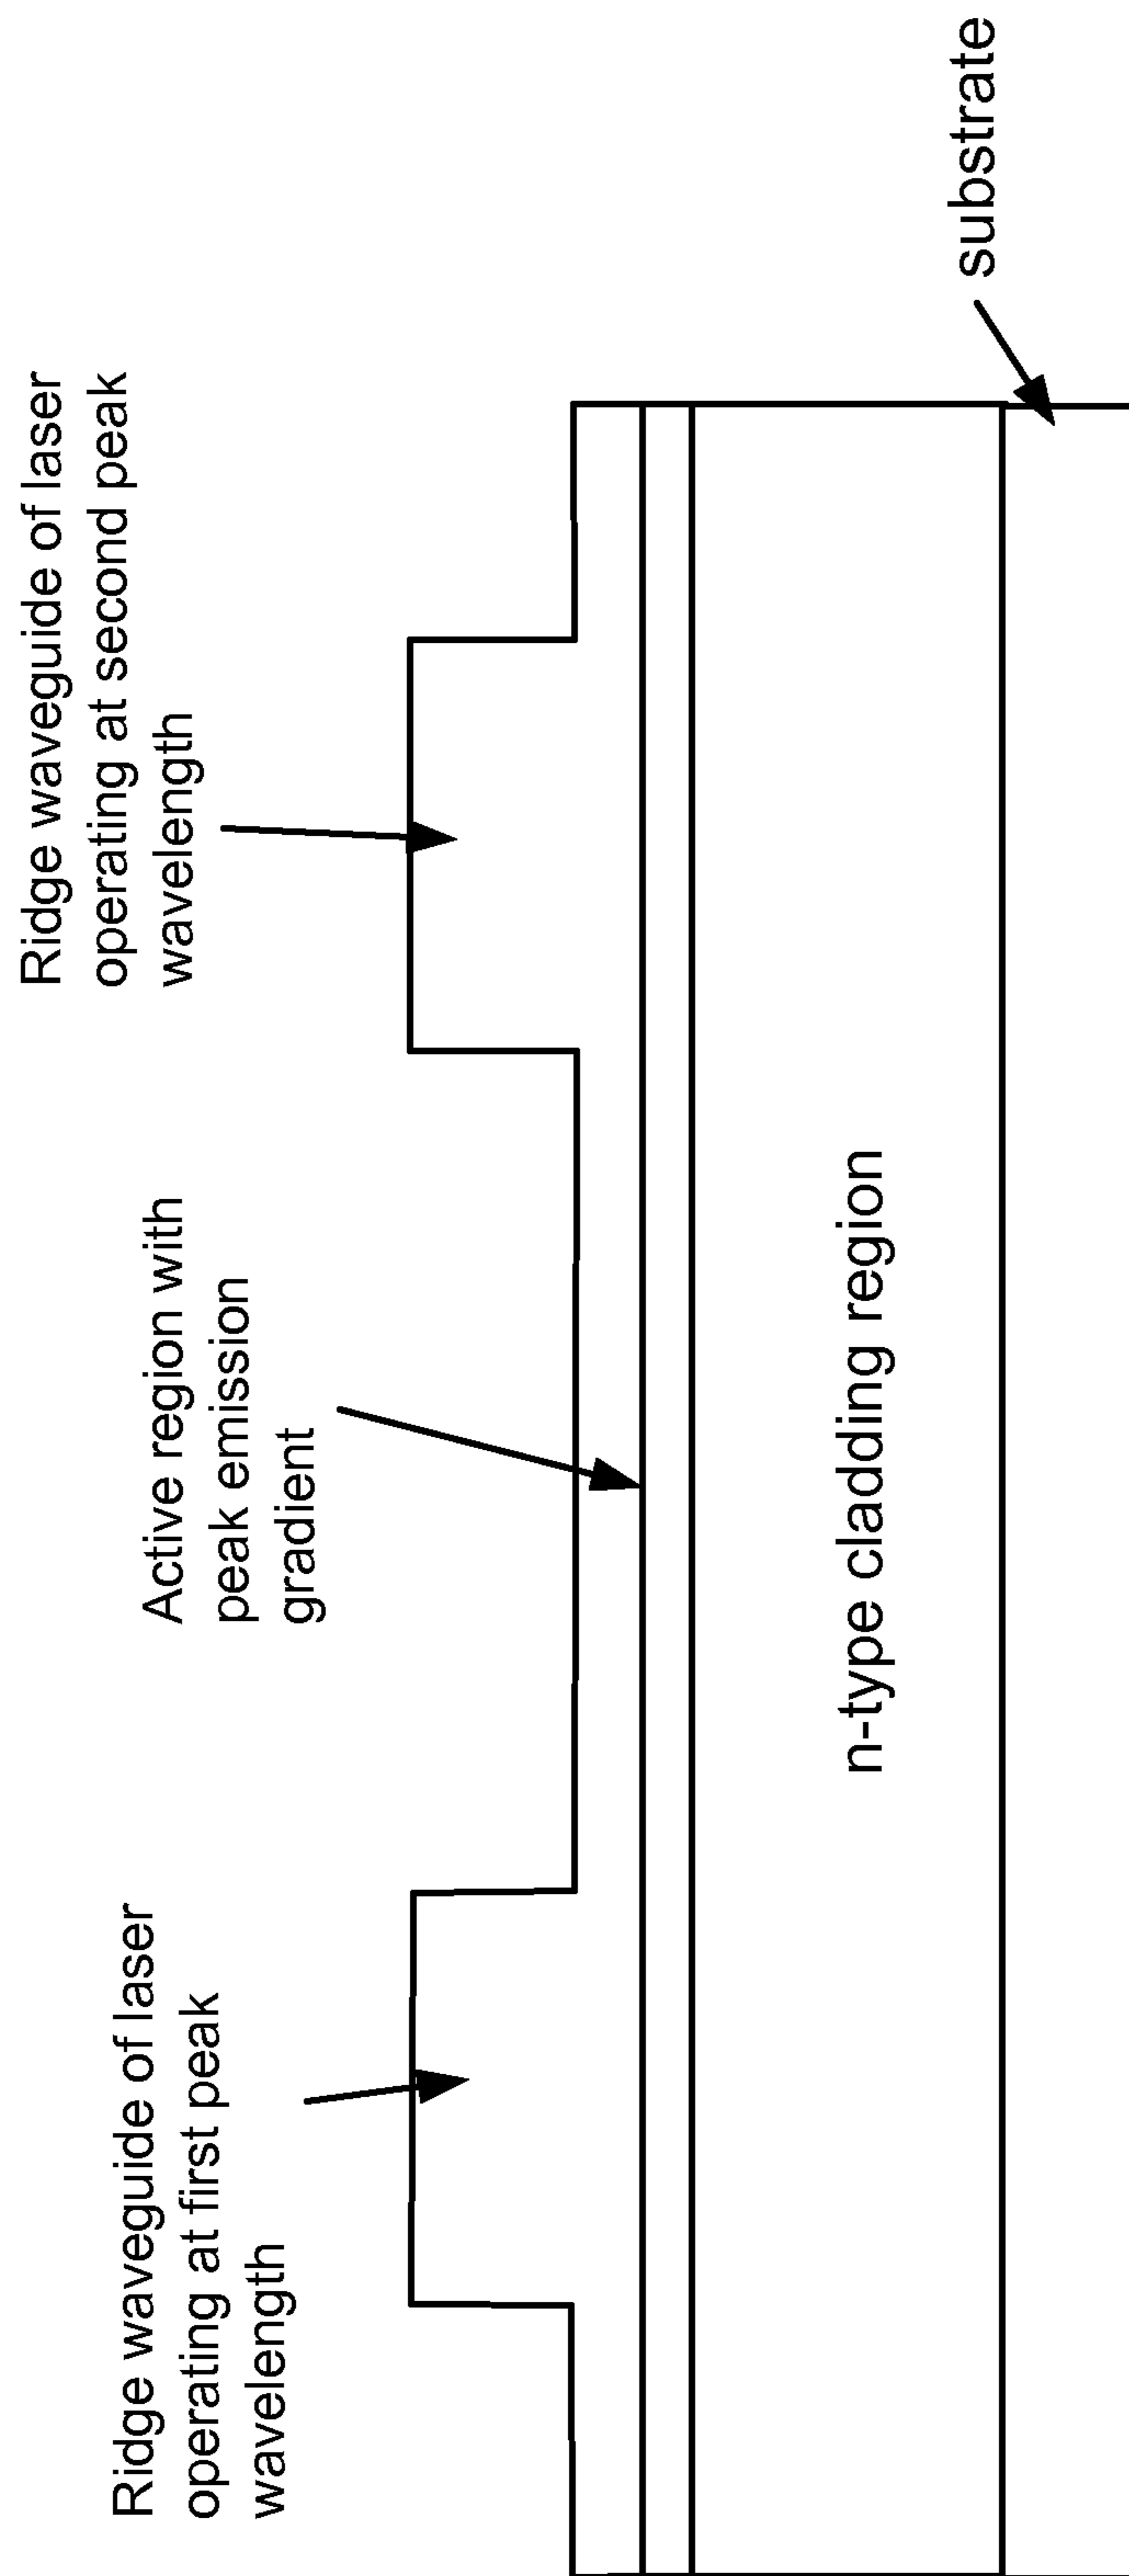 Ridge waveguide of laser
operating at first peak
wavelength
Active region with
peak emission
gradient
Ridge waveguide of laser
operating at second peak
wavelength
n-type cladding region
substrate